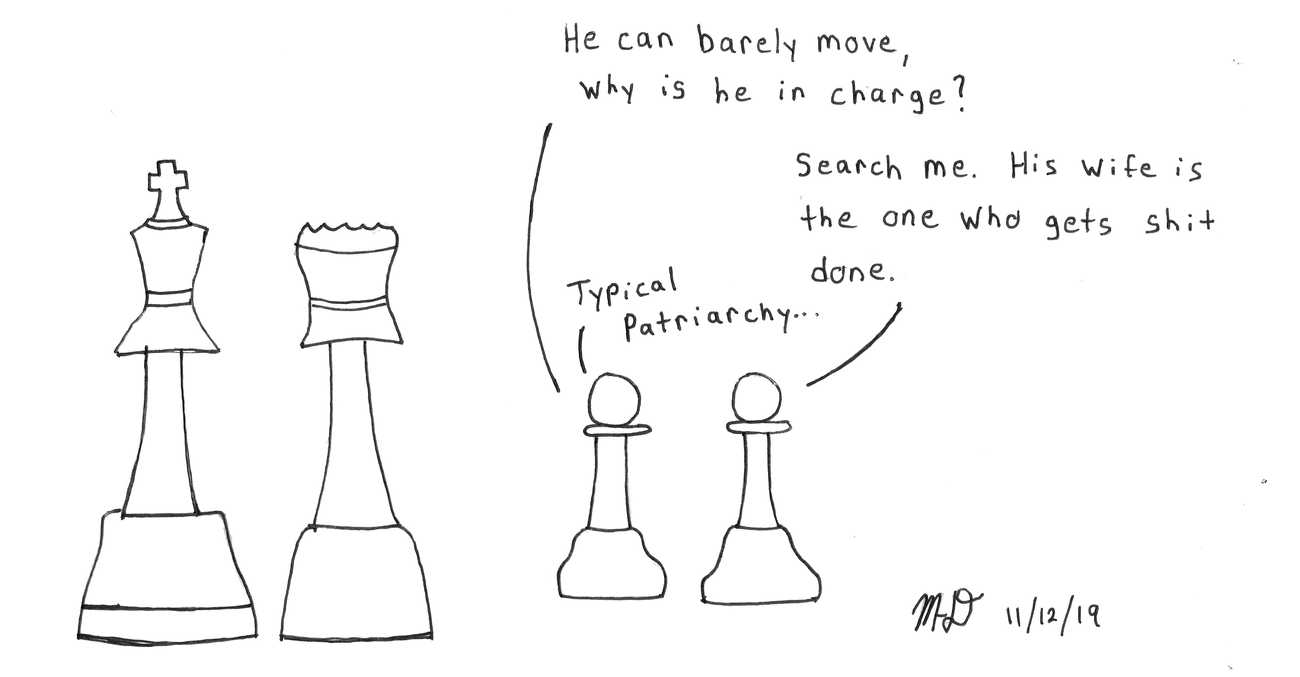 He can barely move,
why is he in charge?
Search me. His wife is
the one who gets shit
done.
Typical
Patriarchy...
MD 11/12/19